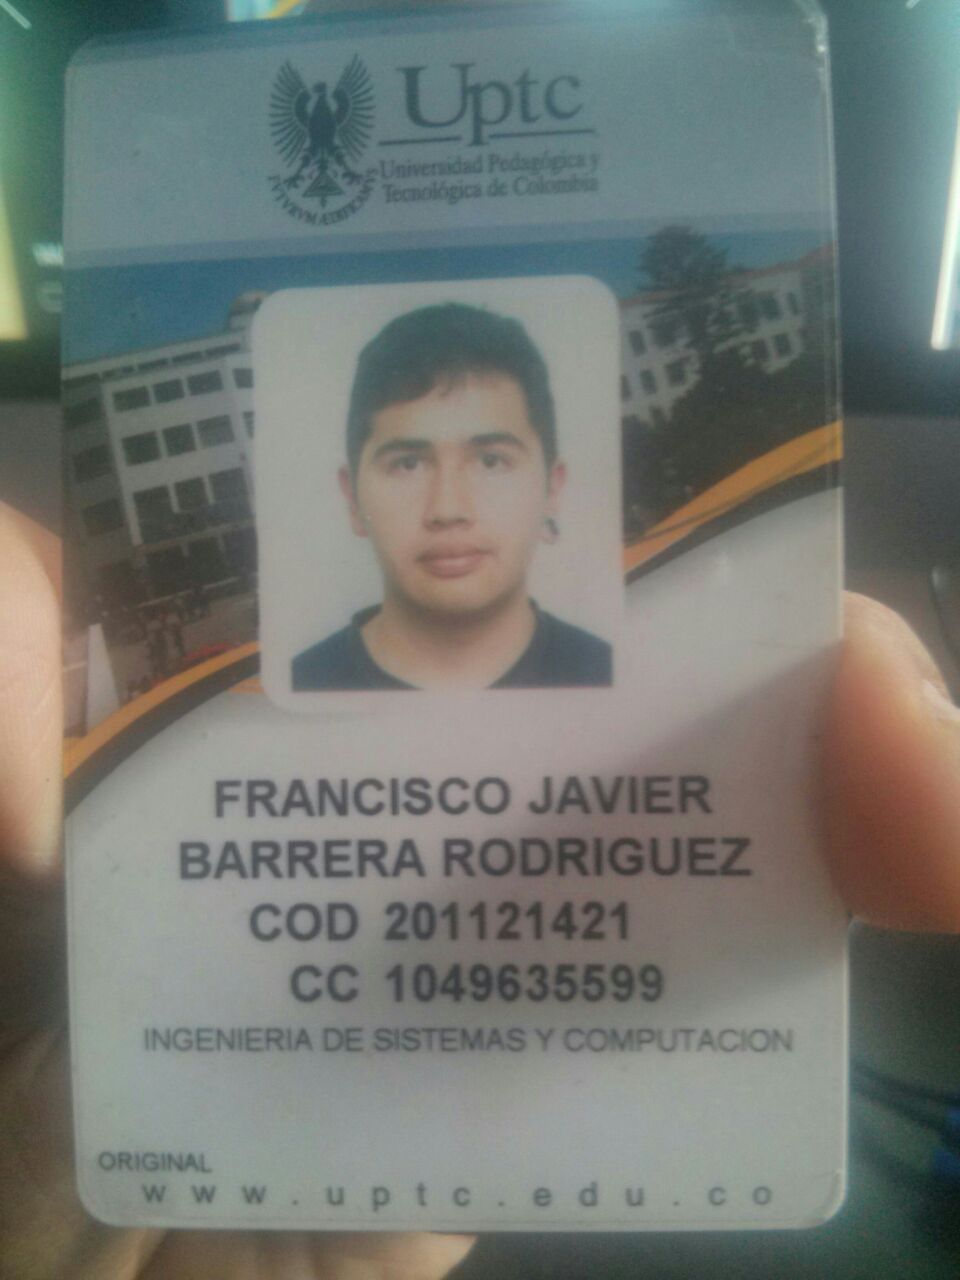 Uptc
Universidad Pedagógica y
Tecnológica de Colombia
FRANCISCO JAVIER
BARRERA RODRIGUEZ
COD 201121421
CC 1049635599
INGENIERIA DE SISTEMAS Y COMPUTACION
ORIGINAL
www.uptc.edu.co